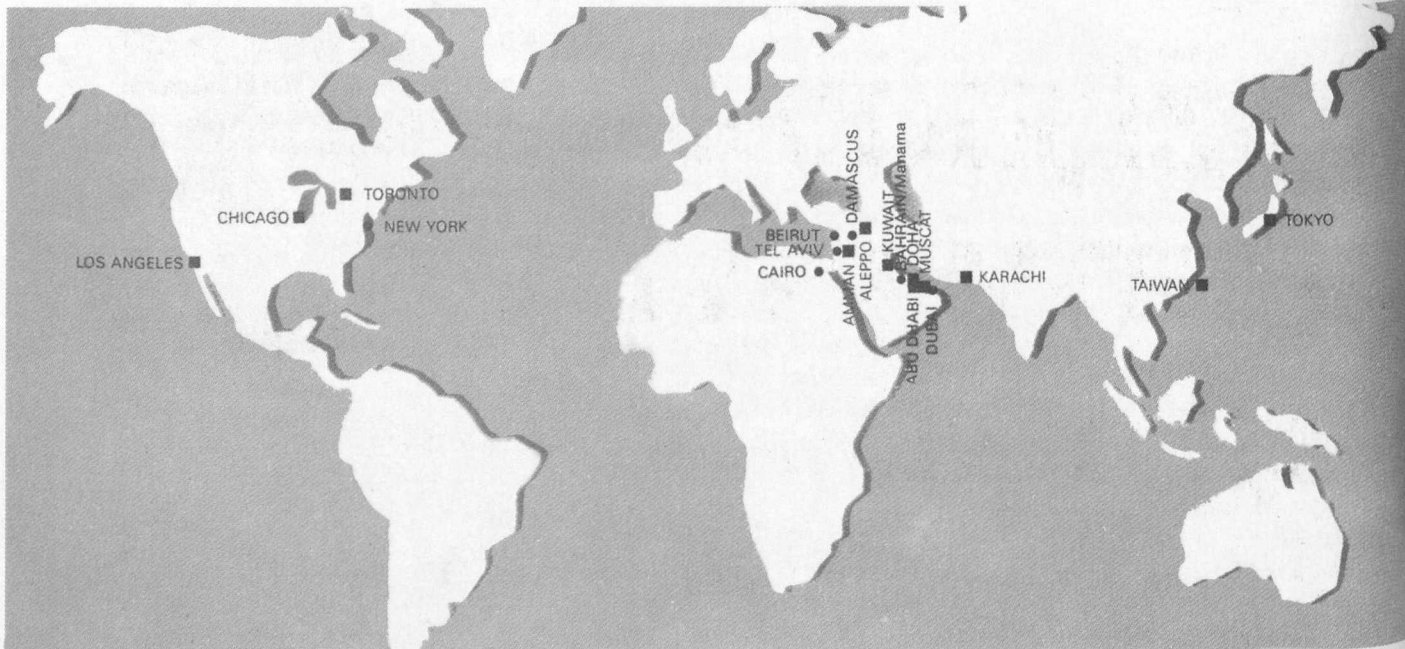 TORONTO
CHICAGO
NEW YORK
LOS ANGELES
BEIRUT
TEL AVIV
CAIRO
DAMASCUS
AMMAN
ALEPPO
KUWAIT
BAHRAIN/Manama
DOHA
MUSCAT
ABU DHABI
DUBAI
KARACHI
TAIWAN
TOKYO